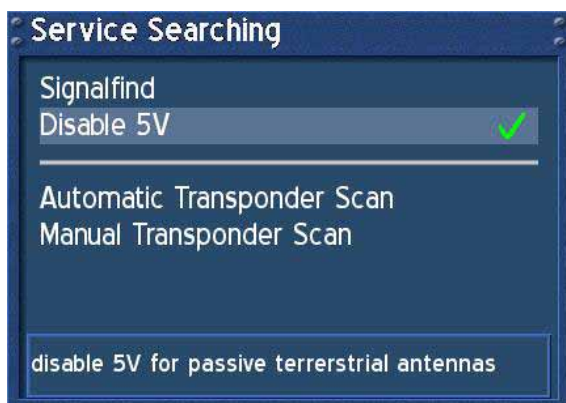 Service Searching
Signalfind
Disable 5V
Automatic Transponder Scan
Manual Transponder Scan
disable 5V for passive terrerstrial antennas